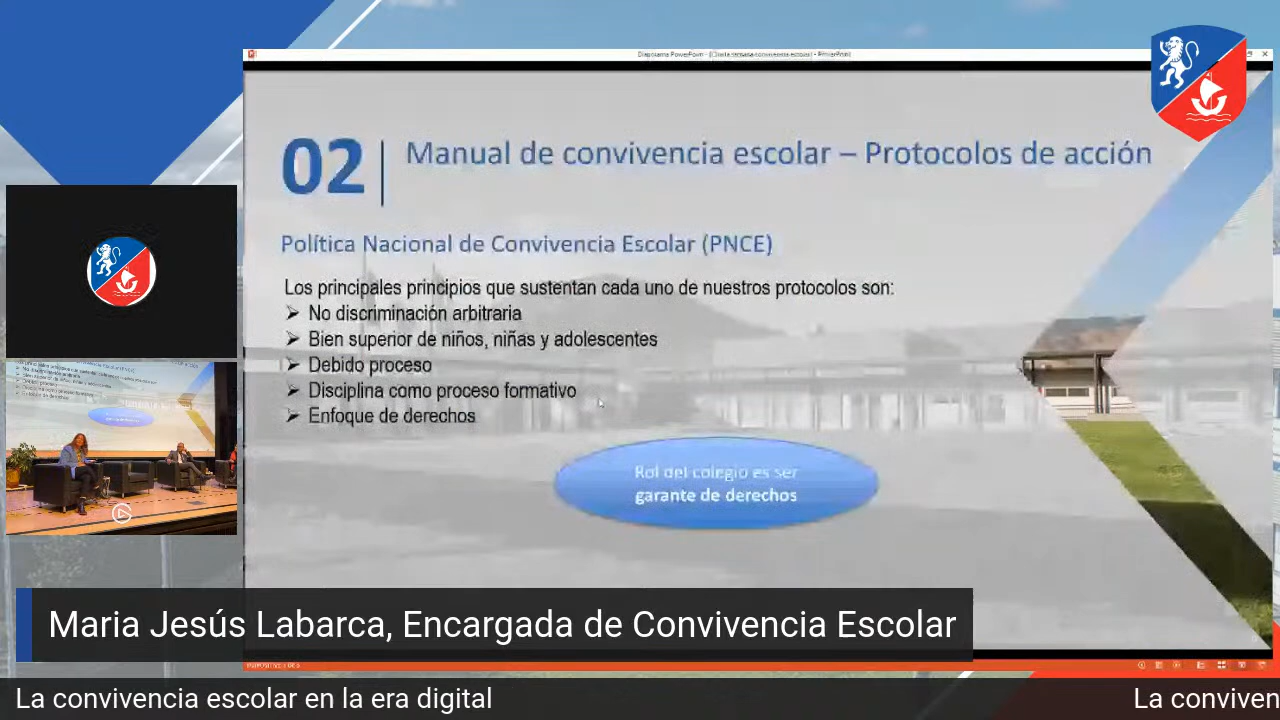 02
Manual de convivencia escolar – Protocolos de acción
Política Nacional de Convivencia Escolar (PNCE)
Los principales principios que sustentan cada uno de nuestros protocolos son:
➢ No discriminación arbitraria
➢ Bien superior de niños, niñas y adolescentes
➢ Debido proceso
➢ Disciplina como proceso formativo
➢ Enfoque de derechos
Rol del colegio es ser
garante de derechos
Maria Jesús Labarca, Encargada de Convivencia Escolar
La convivencia escolar en la era digital
La conviven